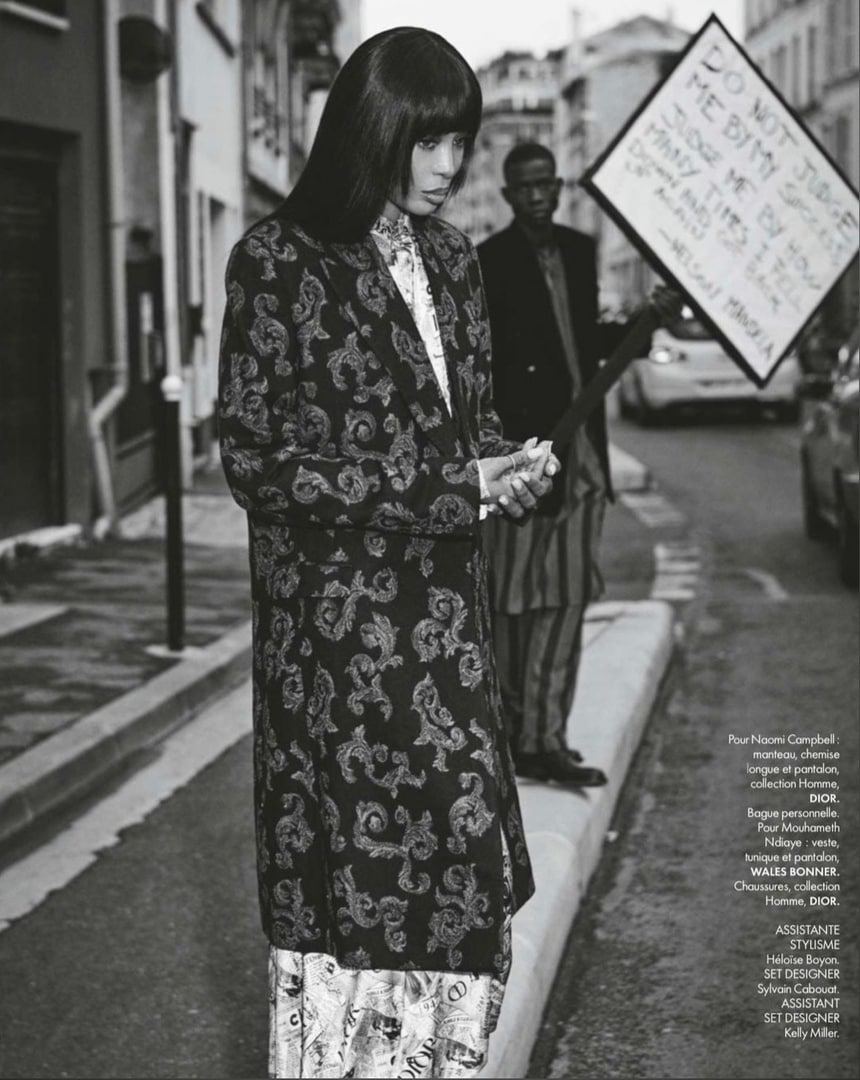 DO NOT JUDGE
ME BY MY SUCCESS
JUDGE ME BY HOW
MANY TIMES I FELL
DOWN AND GOT BACK
UP AGAIN
—NELSON MANDELA
Pour Naomi Campbell :
manteau, chemise
longue et pantalon,
collection Homme,
DIOR.
Bague personnelle.
Pour Mouhameth
Ndiaye : veste,
tunique et pantalon,
WALES BONNER.
Chaussures, collection
Homme, DIOR.
ASSISTANTE
STYLISME
Héloïse Boyon.
SET DESIGNER
Sylvain Cabouat.
ASSISTANT
SET DESIGNER
Kelly Miller.